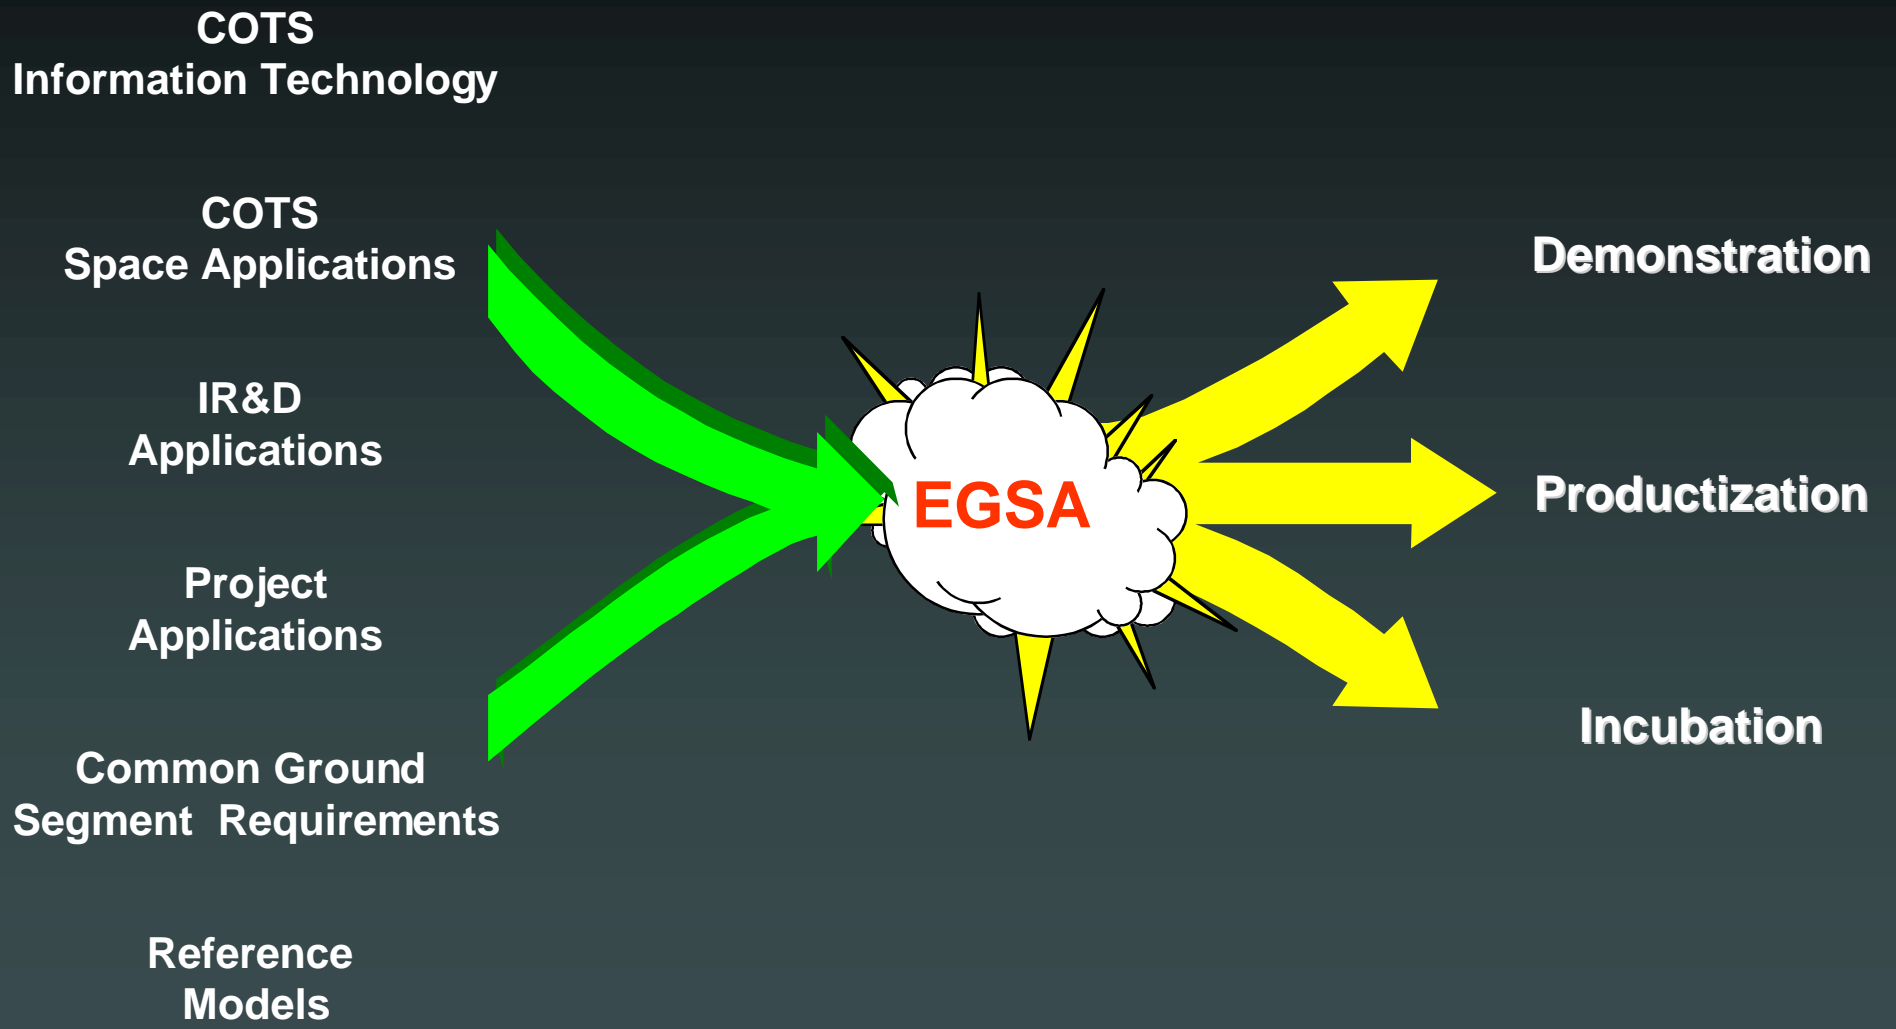 COTS
Information Technology
COTS
Space Applications
IR&D
Applications
Project
Applications
Common Ground
Segment Requirements
Reference
Models
EGSA
Demonstration
Productization
Incubation